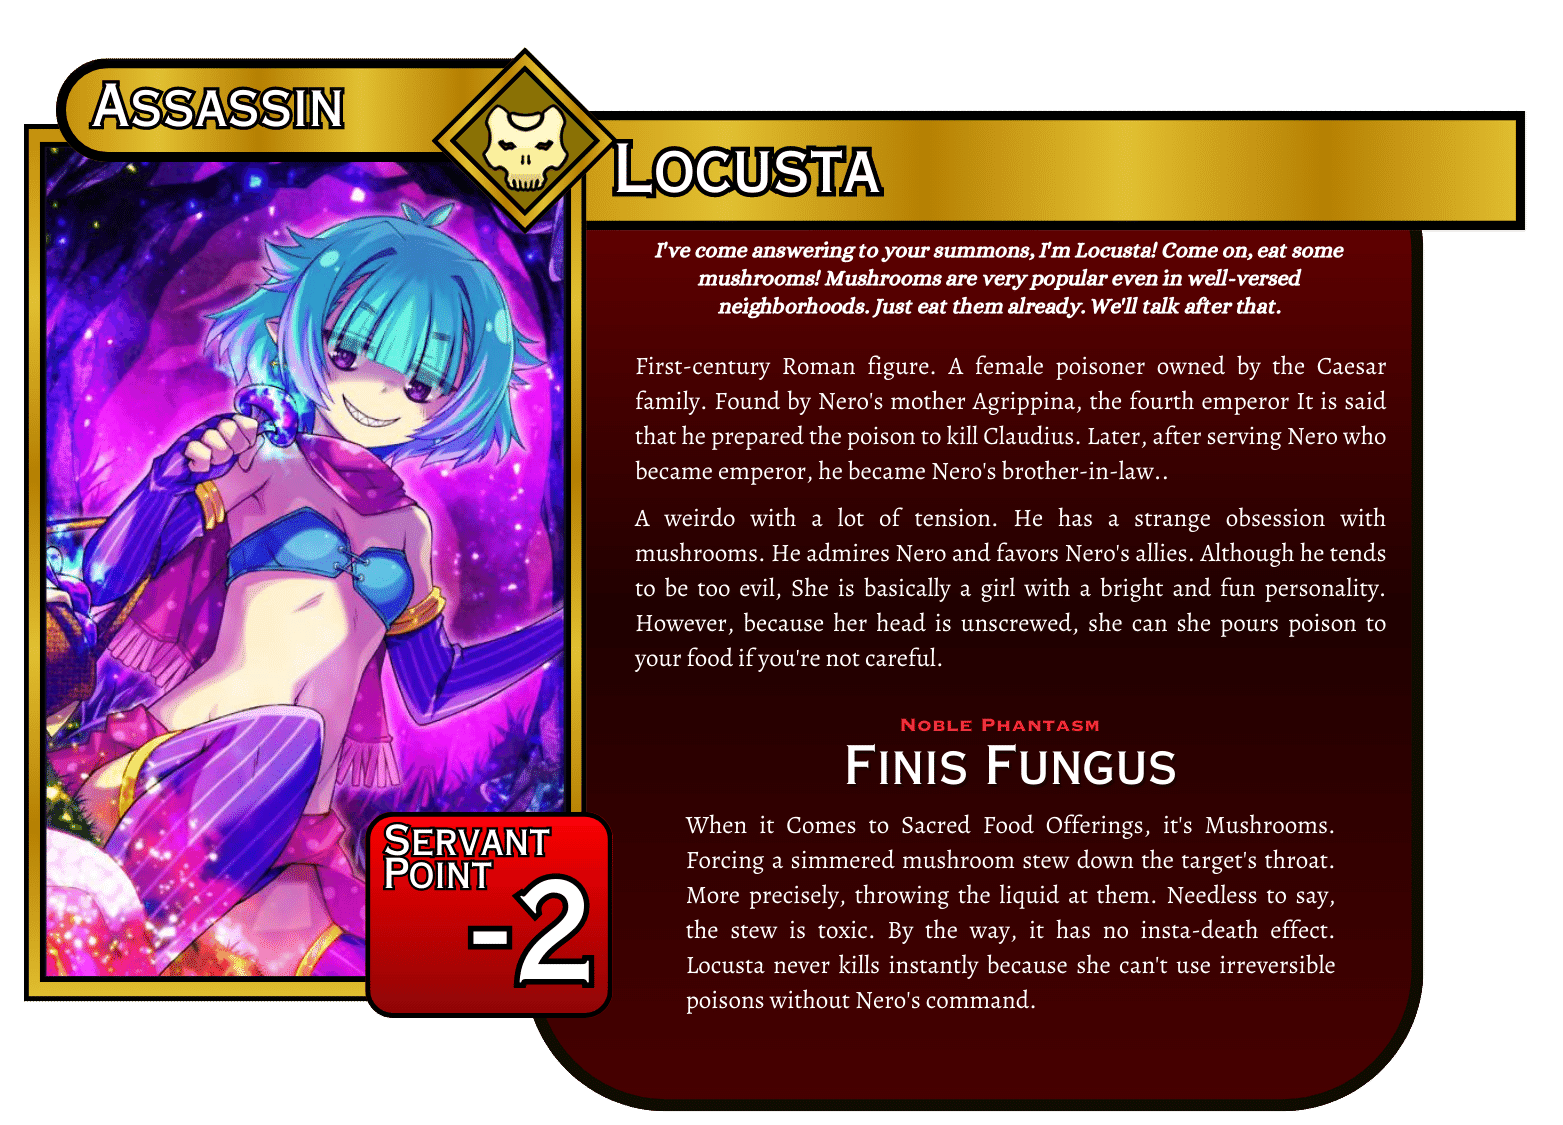 Assassin
Locusta
I've come answering to your summons, I'm Locusta! Come on, eat some
mushrooms! Mushrooms are very popular even in well-versed
neighborhoods. Just eat them already. We'll talk after that.
First-century Roman figure. A female poisoner owned by the Caesar
family. Found by Nero's mother Agrippina, the fourth emperor It is said
that he prepared the poison to kill Claudius. Later, after serving Nero who
became emperor, he became Nero's brother-in-law..
A weirdo with a lot of tension. He has a strange obsession with
mushrooms. He admires Nero and favors Nero's allies. Although he tends
to be too evil, She is basically a girl with a bright and fun personality.
However, because her head is unscrewed, she can she pours poison to
your food if you're not careful.
Noble Phantasm
Finis Fungus
When it Comes to Sacred Food Offerings, it's Mushrooms.
Forcing a simmered mushroom stew down the target's throat.
More precisely, throwing the liquid at them. Needless to say,
the stew is toxic. By the way, it has no insta-death effect.
Locusta never kills instantly because she can't use irreversible
poisons without Nero's command.
Servant
Point
-2